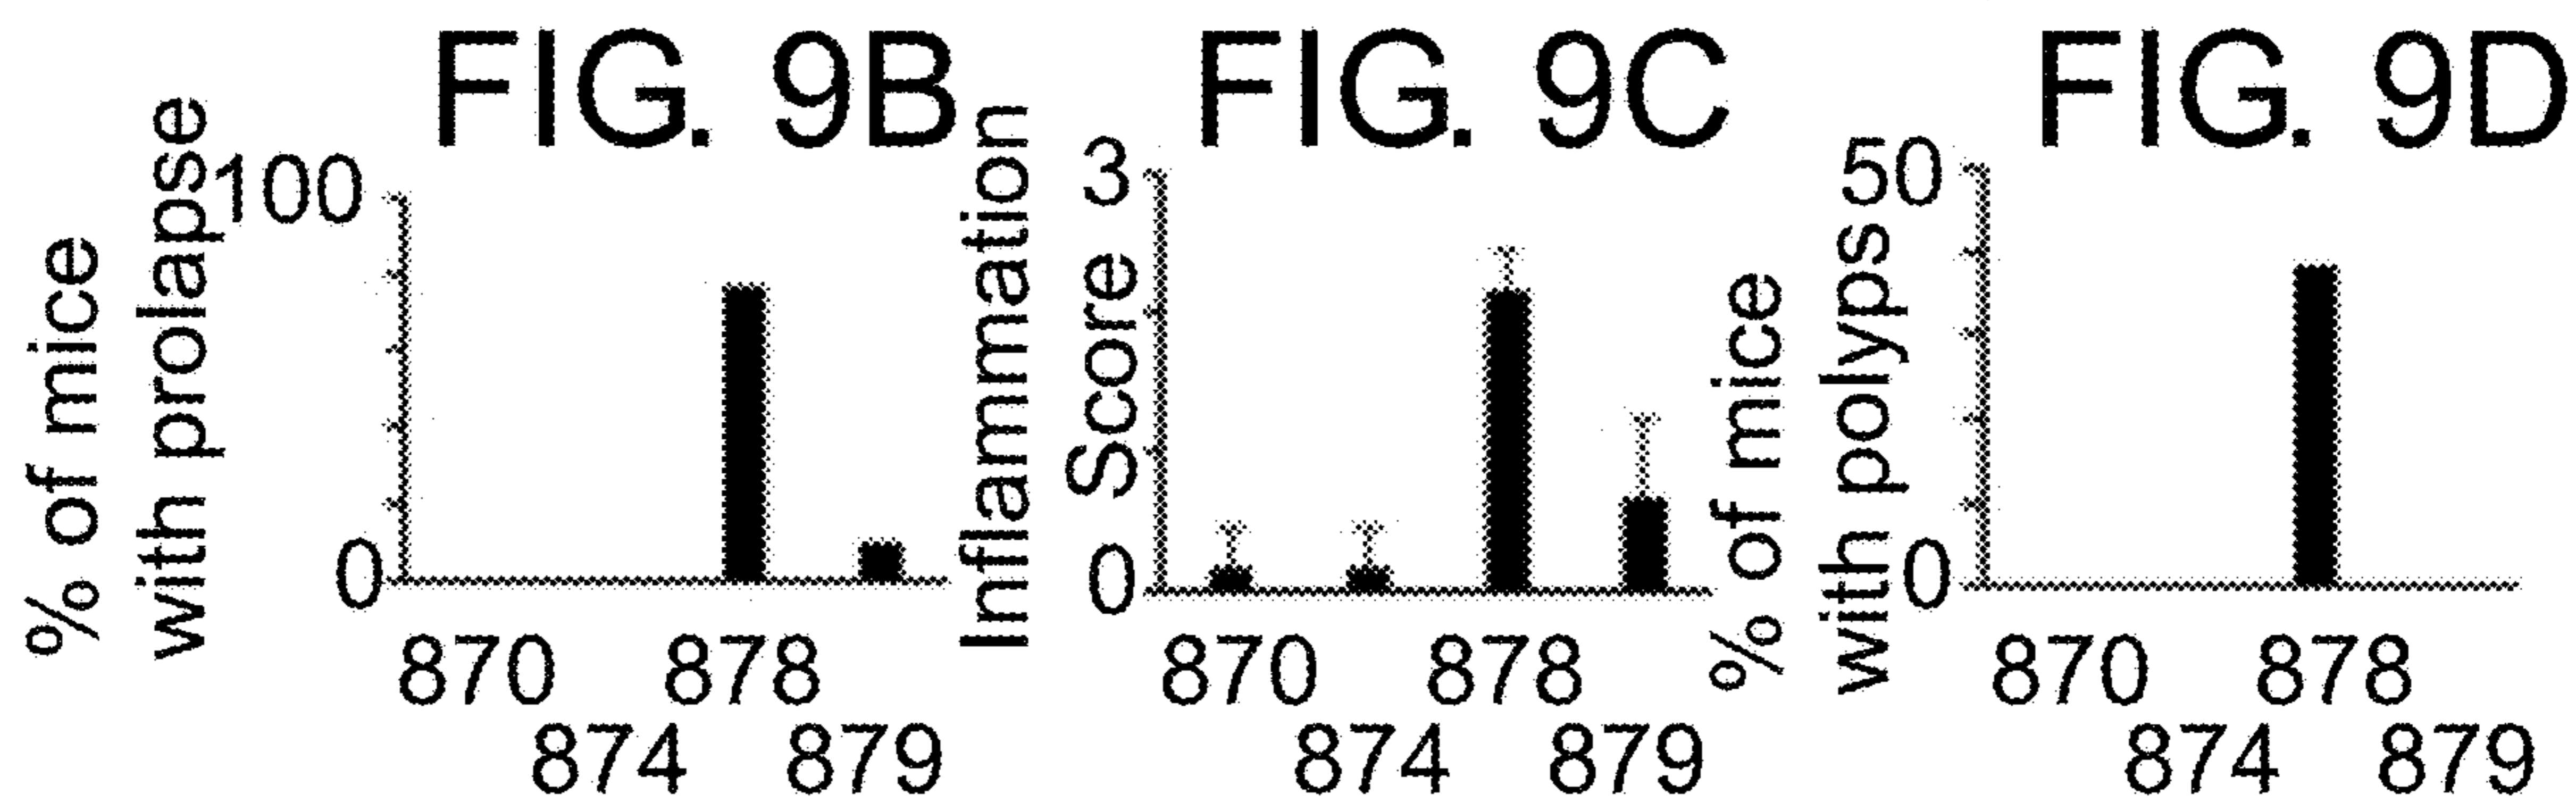 FIG. 9B
% of mice
with prolapse
100
0
870
878
874
879
FIG. 9C
Inflammation
Score
3
0
870
878
874
879
FIG. 9D
% of mice
with polyps
50
0
870
878
874
879